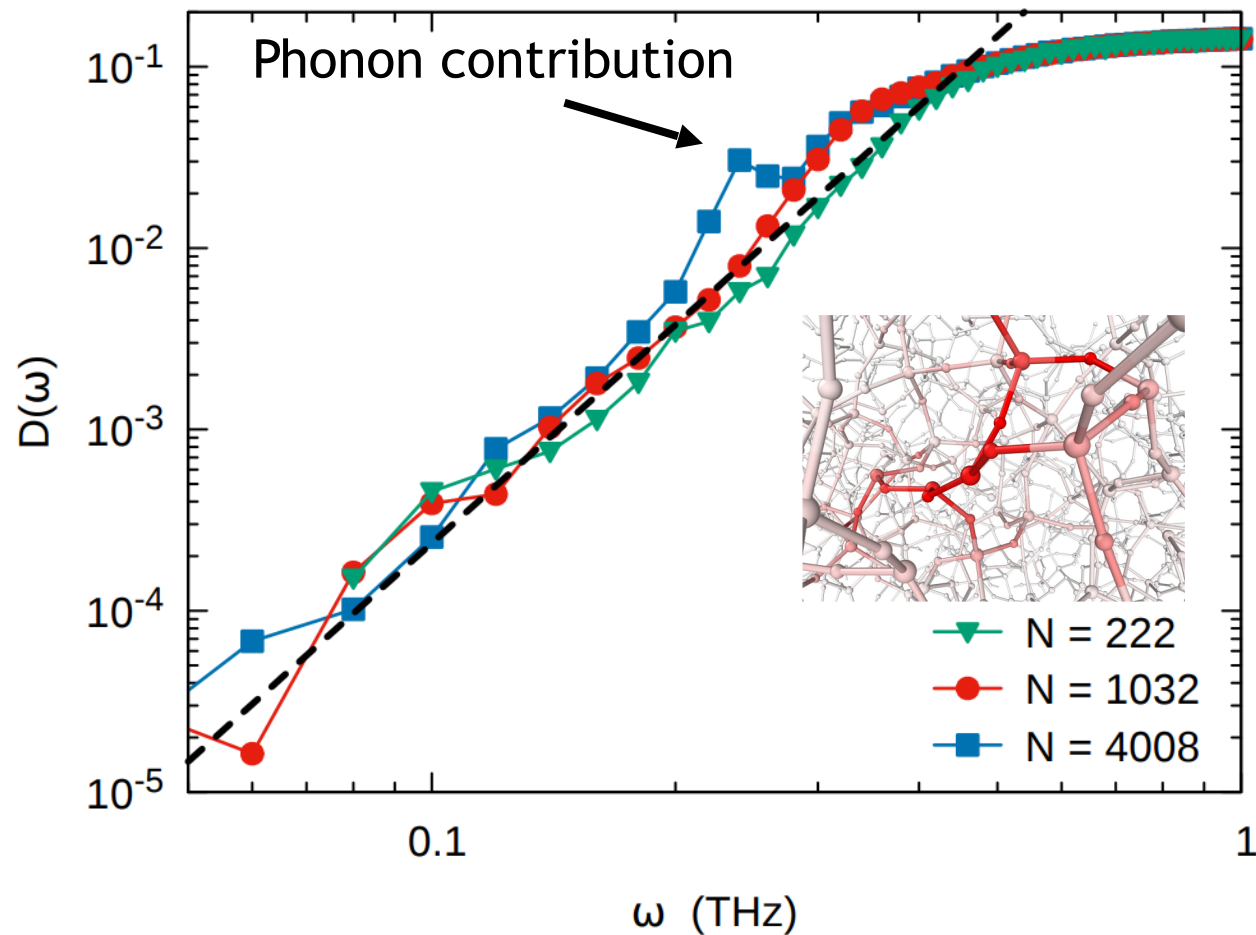 Phonon contribution
10-1
10-2
10-3
10-4
10-5
D(ω)
N = 222
N = 1032
N = 4008
0.1
1
ω (THz)